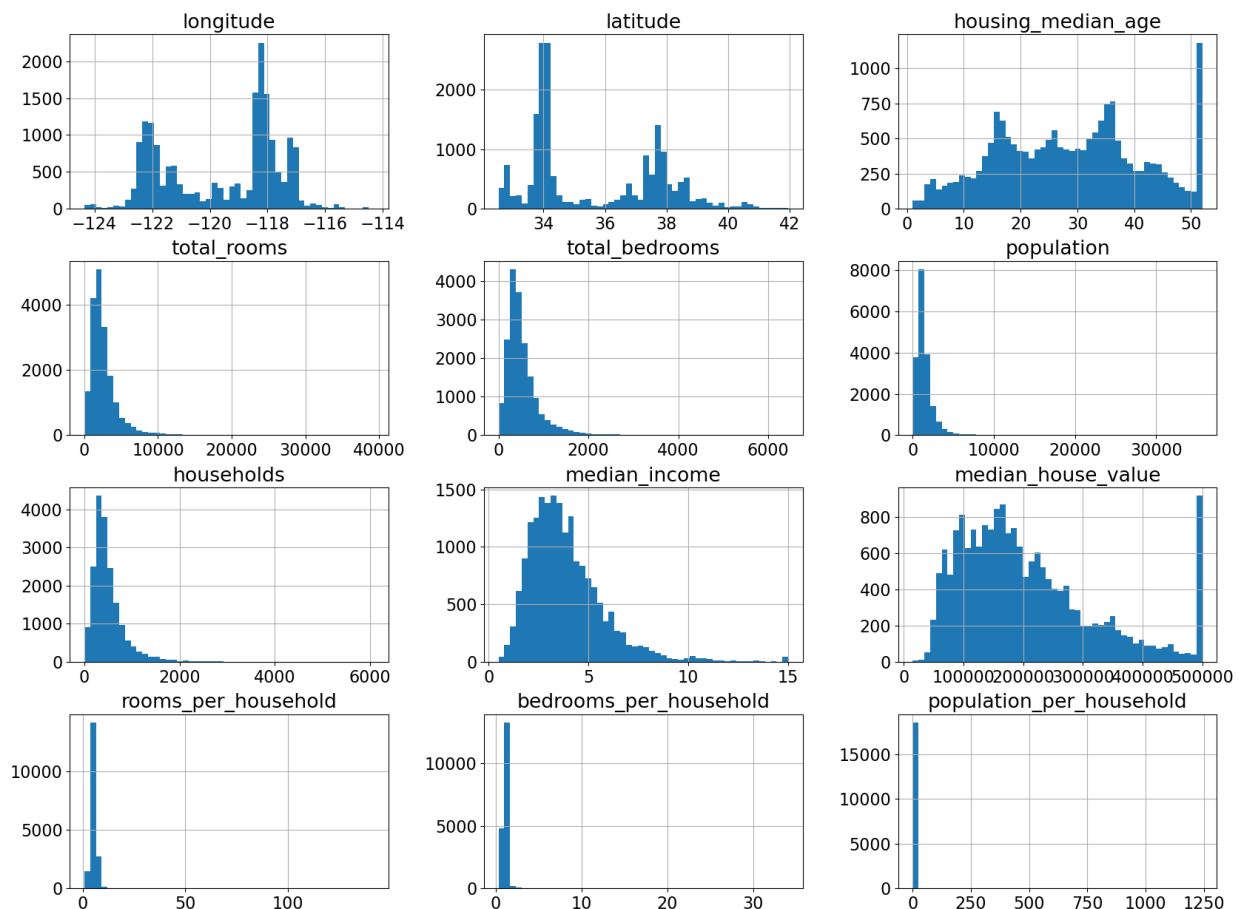 longitude
2000
1500
1000
500
0
−124 −122 −120 −118 −116 −114
latitude
2000
1000
0
34 36 38 40 42
housing_median_age
1000
750
500
250
0
0 10 20 30 40 50
total_rooms
4000
2000
0
0 10000 20000 30000 40000
total_bedrooms
4000
3000
2000
1000
0
0 2000 4000 6000
population
8000
6000
4000
2000
0
0 10000 20000 30000
households
4000
3000
2000
1000
0
0 2000 4000 6000
median_income
1500
1000
500
0
0 5 10 15
median_house_value
800
600
400
200
0
0 100000 200000 300000 400000 500000
rooms_per_household
10000
5000
0
0 50 100
bedrooms_per_household
10000
5000
0
0 10 20 30
population_per_household
15000
10000
5000
0
0 250 500 750 1000 1250